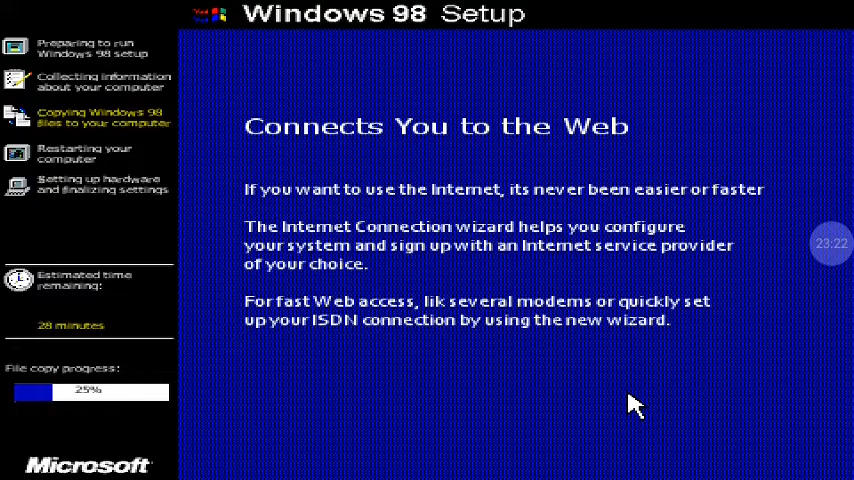 Windows 98 Setup
Preparing to run
Windows 98 setup
Collecting information
about your computer
Copying Windows 98
files to your computer
Restarting your
computer
Setting up hardware
and finalizing settings
Estimated time
remaining:
28 minutes
File copy progress:
25%
Microsoft
Connects You to the Web
If you want to use the Internet, its never been easier or faster
The Internet Connection wizard helps you configure
your system and sign up with an Internet service provider
of your choice.
For fast Web access, lik several modems or quickly set
up your ISDN connection by using the new wizard.
23:22